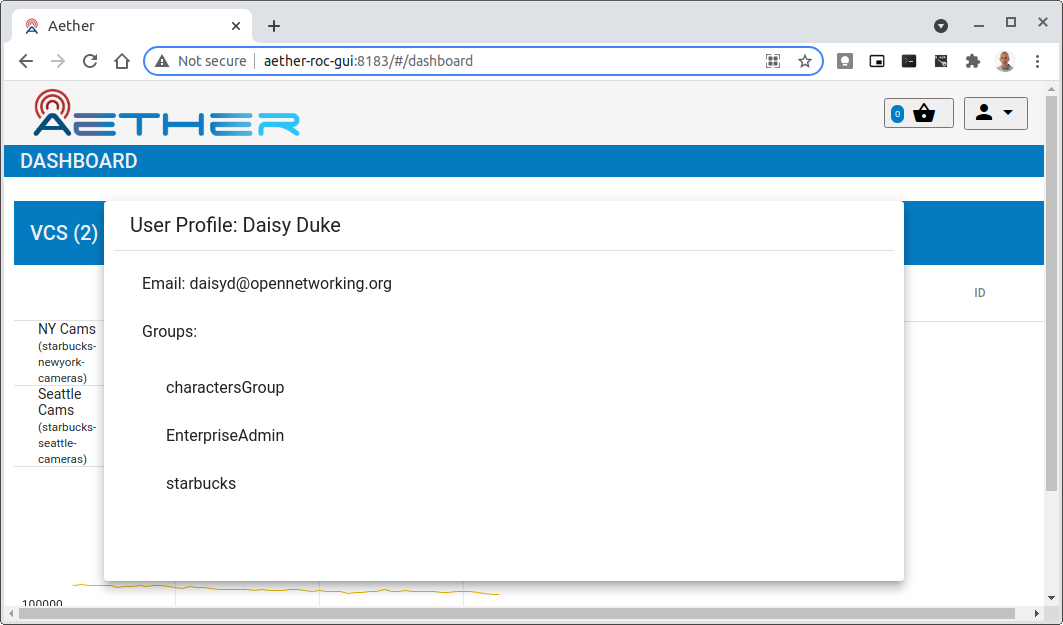 Aether
Not secure aether-roc-gui:8183/#/dashboard
AETHER
0
DASHBOARD
VCS (2)
User Profile: Daisy Duke
Email: daisyd@opennetworking.org
Groups:
charactersGroup
EnterpriseAdmin
starbucks
ID
NY Cams
(starbucks-
newyork-
cameras)
Seattle
Cams
(starbucks-
seattle-
cameras)
100000